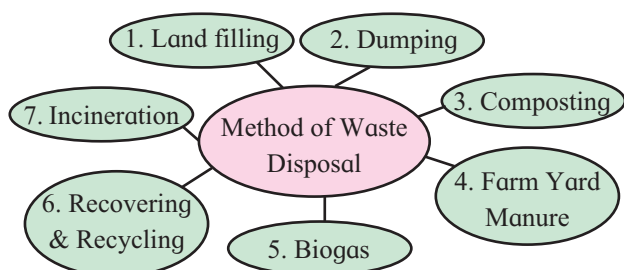 1. Land filling
2. Dumping
3. Composting
4. Farm Yard
Manure
5. Biogas
6. Recovering
& Recycling
7. Incineration
Method of Waste
Disposal